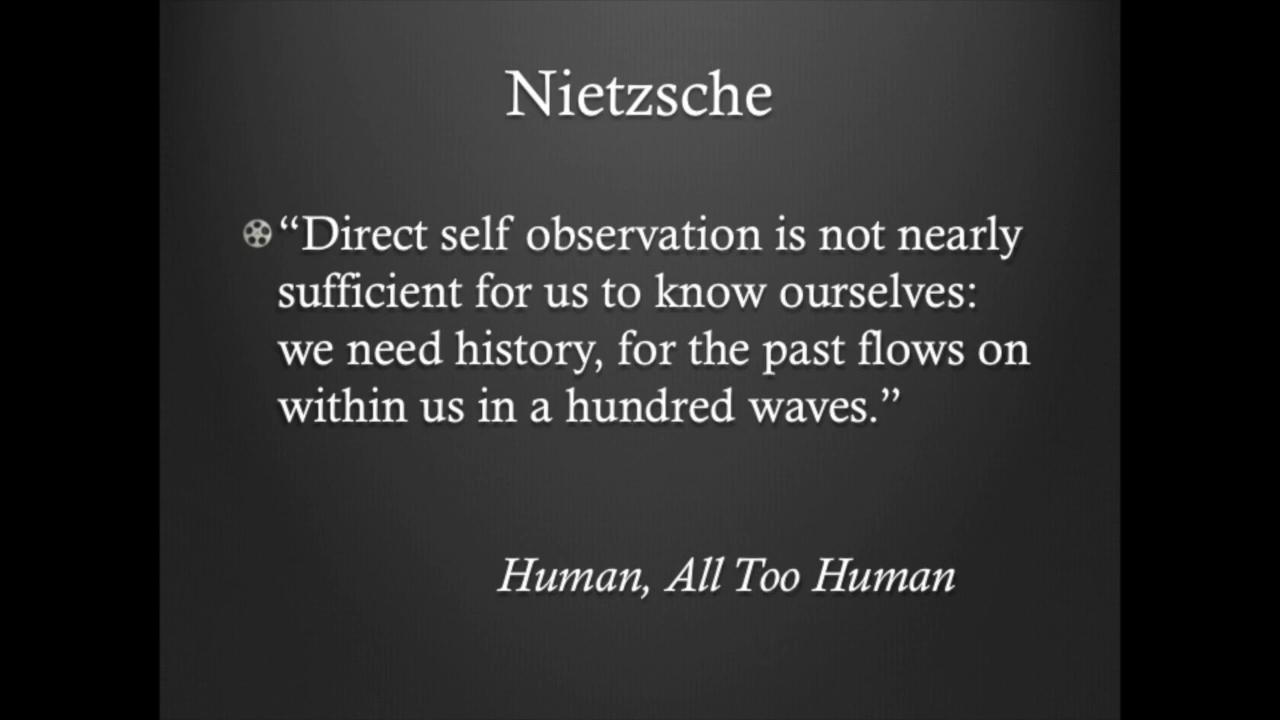 Nietzsche
“Direct self observation is not nearly
sufficient for us to know ourselves:
we need history, for the past flows on
within us in a hundred waves.”
Human, All Too Human